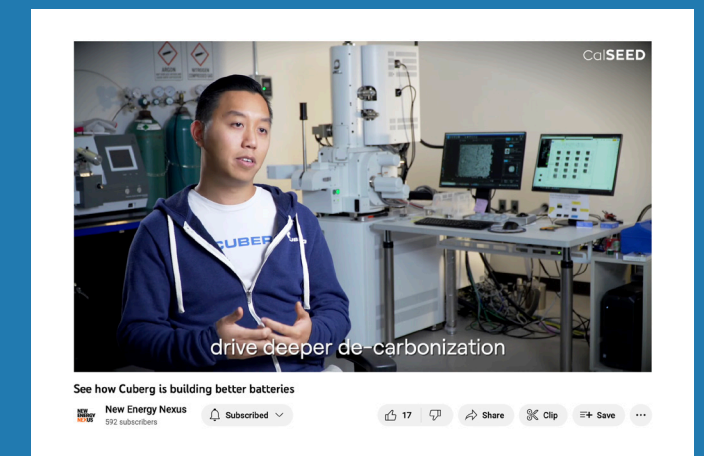 CalSEED
CUBER
drive deeper de-carbonization
See how Cuberg is building better batteries
NEW
ENERGY
NEXUS
New Energy Nexus
592 subscribers
Subscribed
17
Share
Clip
Save